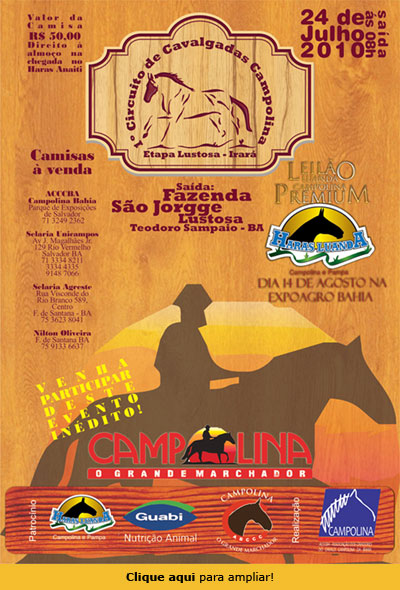 Valor da
Camisa
R$ 50,00
Direito à
almoço na
chegada no
Haras Anaiti
1º Circuito de Cavalgadas Campolina
Etapa Lustosa - Irará
24 de
Julho
2010
saída
às 08h
Camisas
à venda
ACCCBA
Campolina Bahia
Parque de Exposições
de Salvador
71 3249 2362
Selaria Unicampos
Av J. Magalhães Jr.
129 Rio Vermelho
Salvador BA
71 3334 8211
3334 4335
9148 7066
Selaria Agreste
Rua Visconde do
Rio Branco 589,
Centro
F. de Santana - BA
75 3623 8041
Nilton Oliveira
F. de Santana BA
75 9133 6637
Saída:
Fazenda
São Jorgge
Lustosa
Teodoro Sampaio - BA
Leilão
Campolina
Premium
Haras Luanda
Campolina e Pampa
Dia 14 de Agosto na
Expoagro Bahia
VENHA
PARTICIPAR
DESTE
EVENTO
INÉDITO!
CAMPOLINA
O GRANDE MARCHADOR
Patrocínio
Haras Luanda
Campolina e Pampa
Guabi
Nutrição Animal
CAMPOLINA
O GRANDE MARCHADOR
Realização
CAMPOLINA
Clique aqui para ampliar!